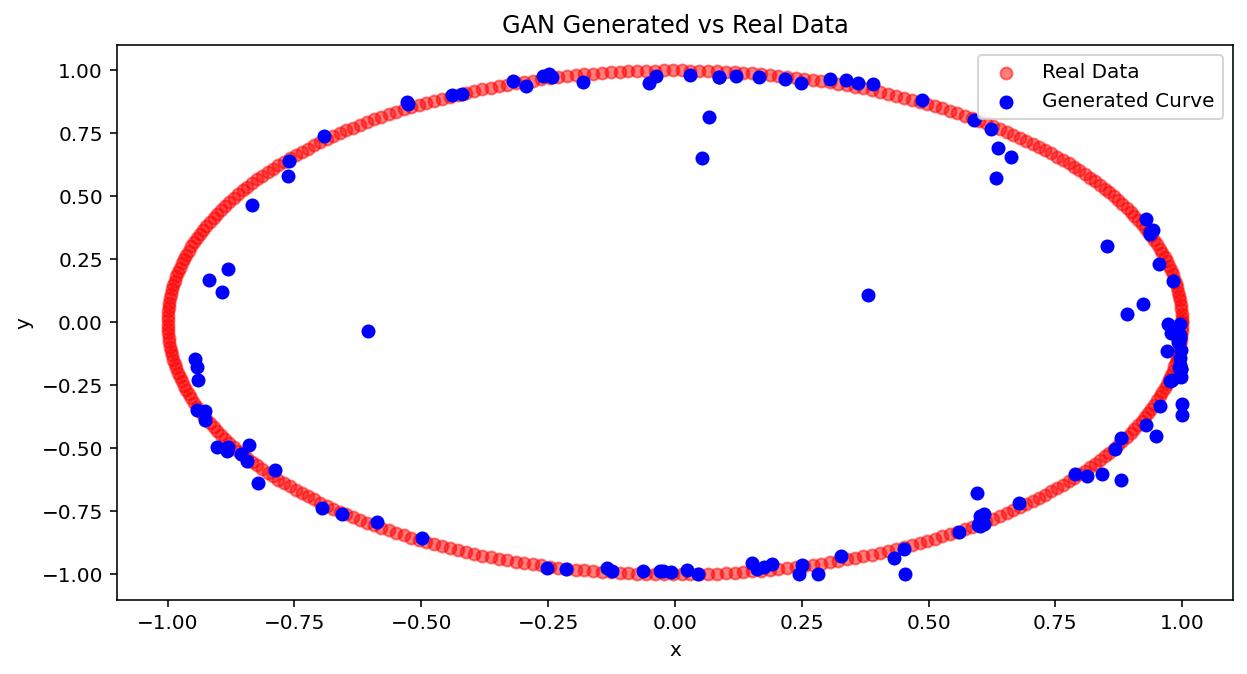 GAN Generated vs Real Data
Real Data
Generated Curve
1.00
0.75
0.50
0.25
0.00
−0.25
−0.50
−0.75
−1.00
y
−1.00 −0.75 −0.50 −0.25 0.00 0.25 0.50 0.75 1.00
x